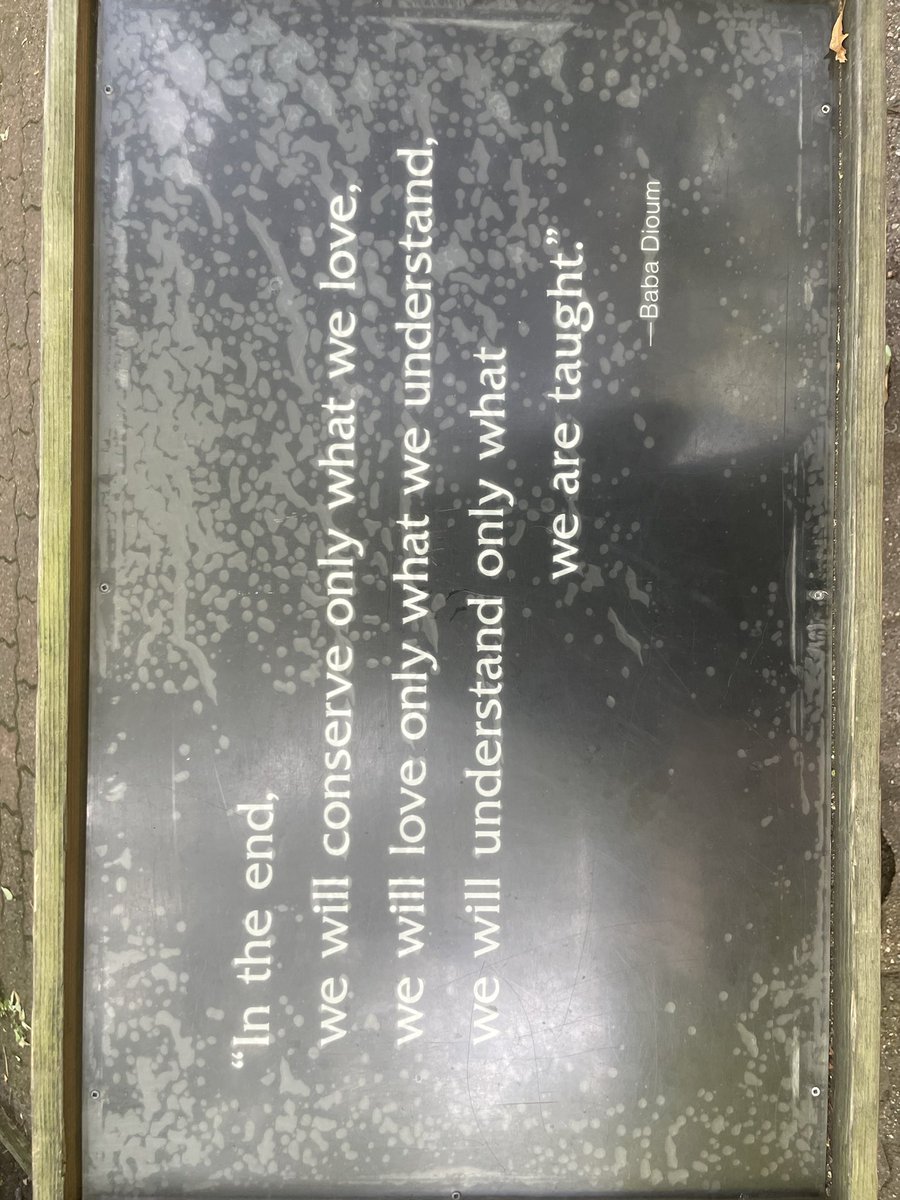 “In the end,
we will conserve only what we love,
we will love only what we understand,
we will understand only what
we are taught.”
—Baba Dioum